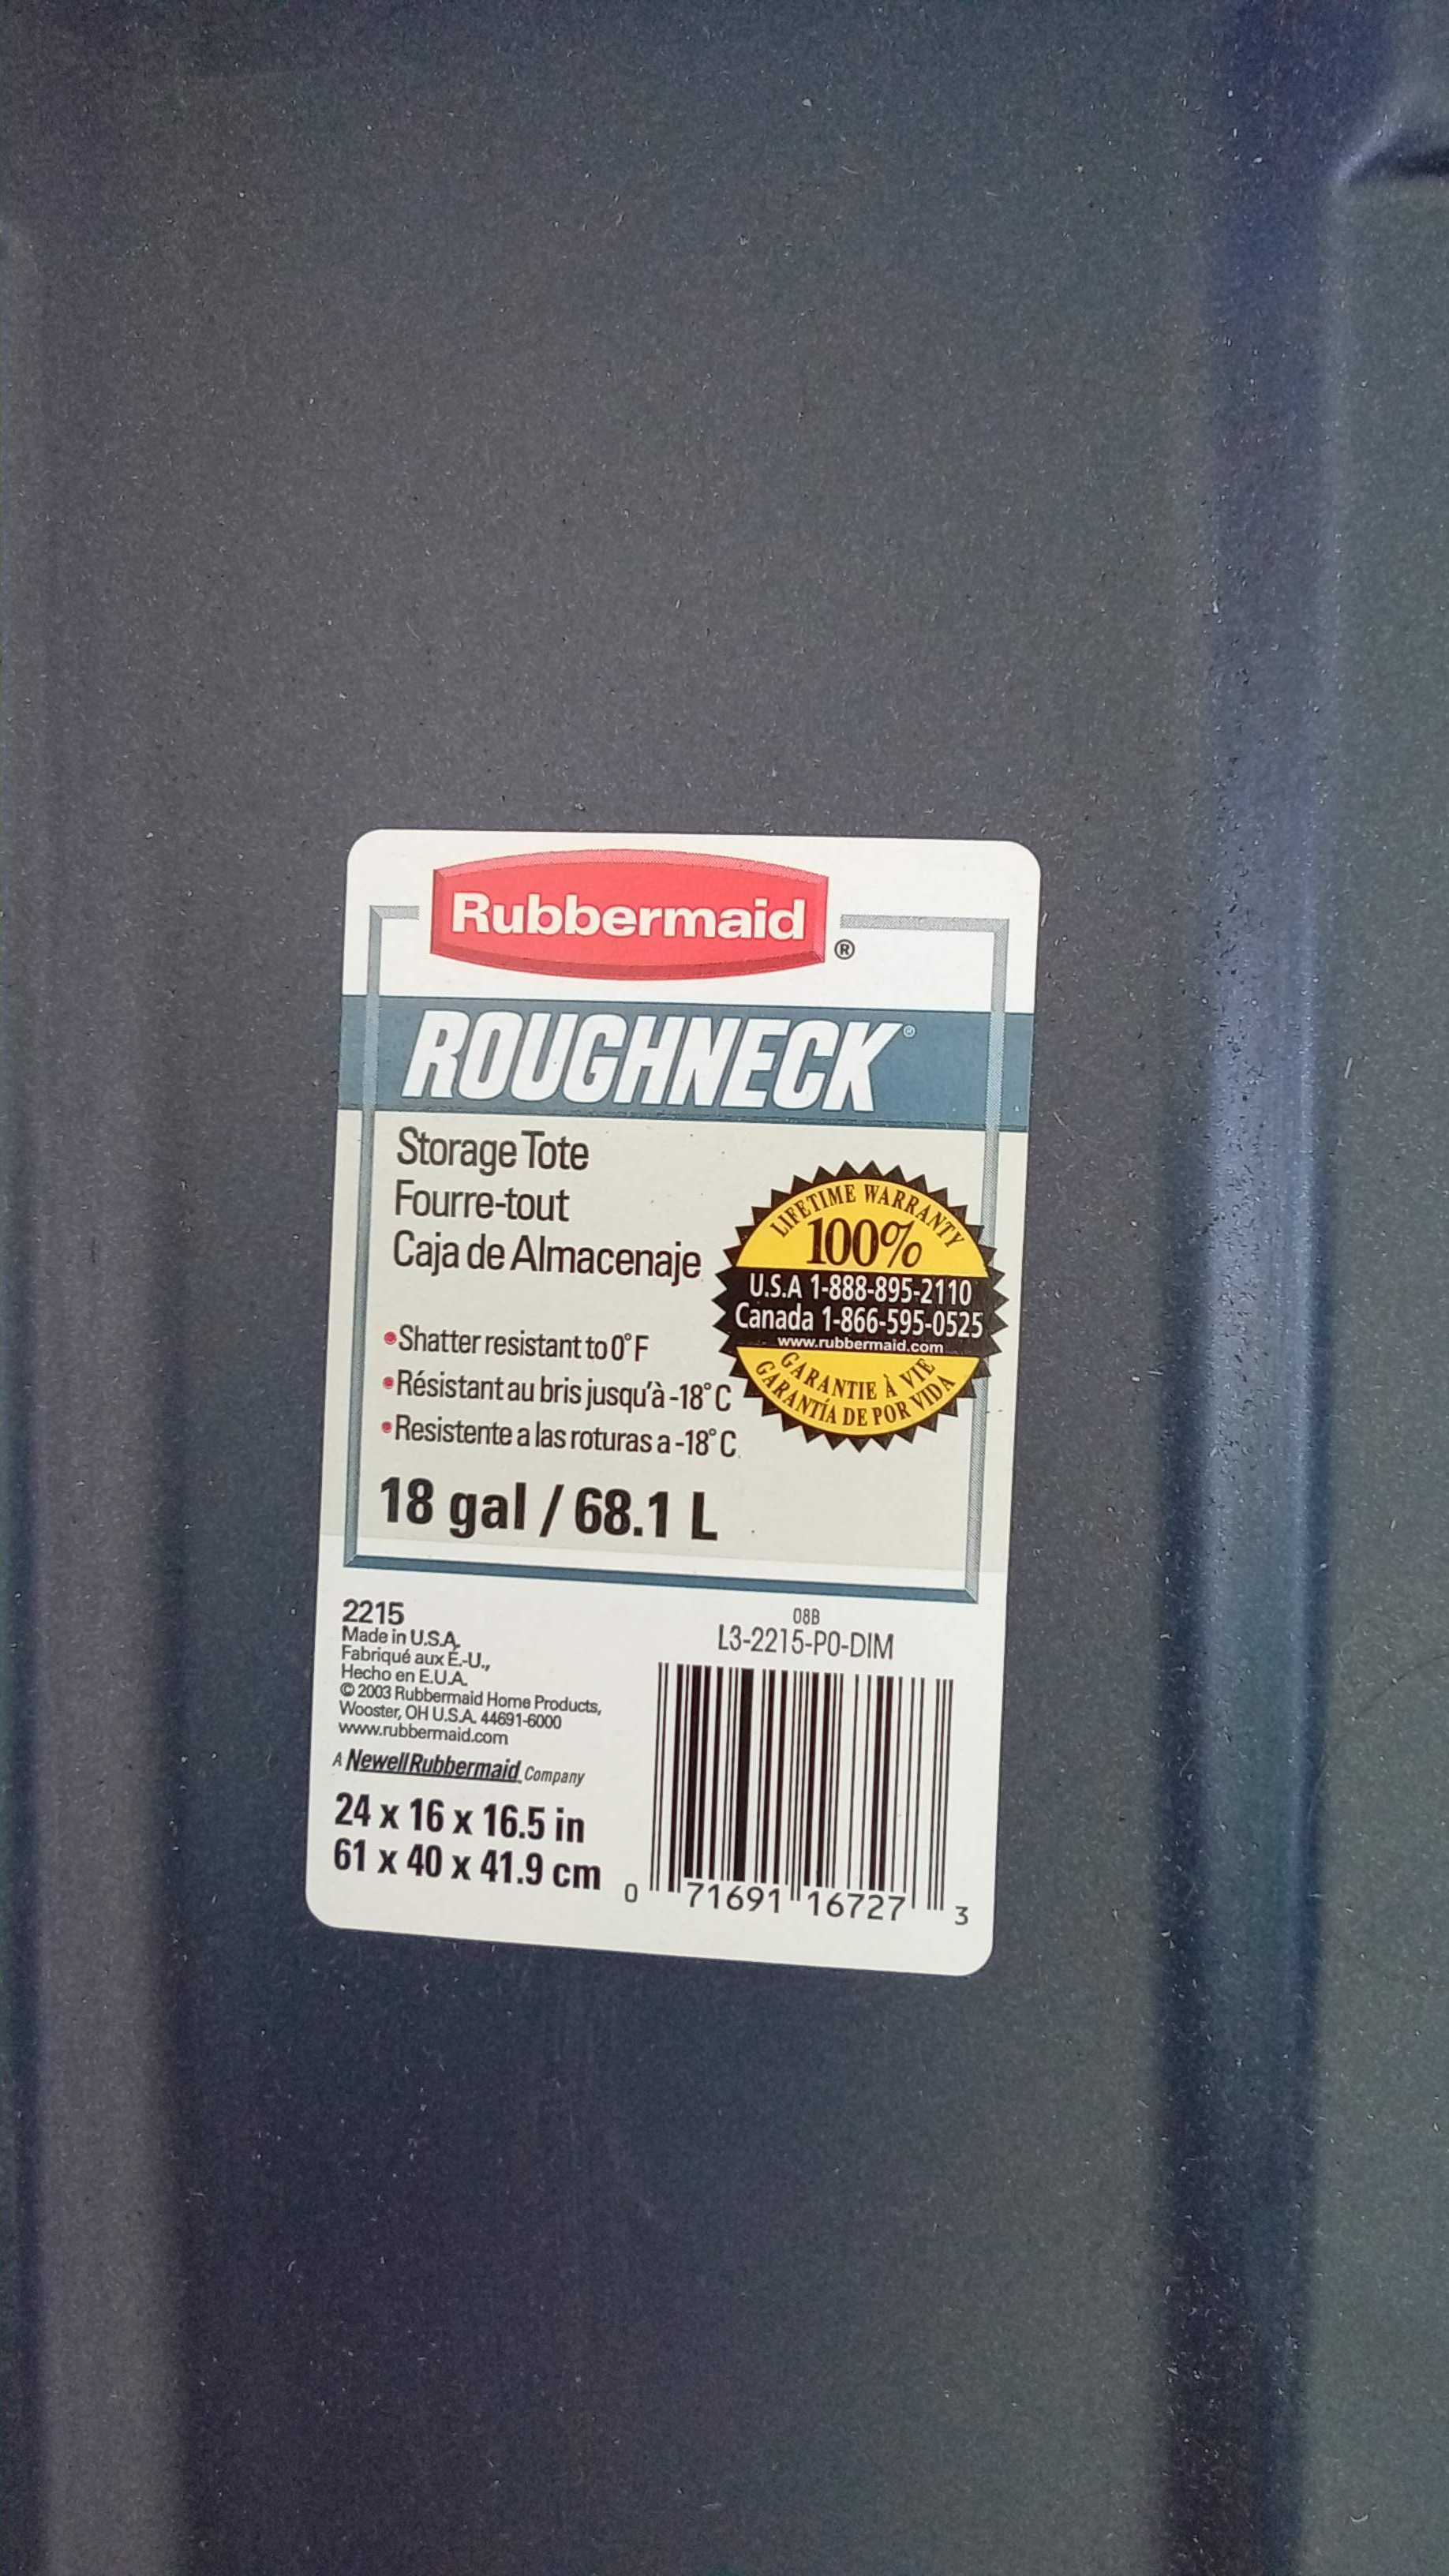 Rubbermaid®
ROUGHNECK®
Storage Tote
Fourre-tout
Caja de Almacenaje
LIFETIME WARRANTY
100%
U.S.A 1-888-895-2110
Canada 1-866-595-0525
www.rubbermaid.com
GARANTIE À VIE
GARANTÍA DE POR VIDA
•Shatter resistant to 0° F
•Résistant au bris jusqu'à -18° C
•Resistente a las roturas a -18° C
18 gal / 68.1 L
2215
Made in U.S.A.
Fabriqué aux É.-U.,
Hecho en E.U.A.
© 2003 Rubbermaid Home Products,
Wooster, OH U.S.A. 44691-6000
www.rubbermaid.com
A Newell Rubbermaid Company
24 x 16 x 16.5 in
61 x 40 x 41.9 cm
08B
L3-2215-P0-DIM
0 71691 16727 3